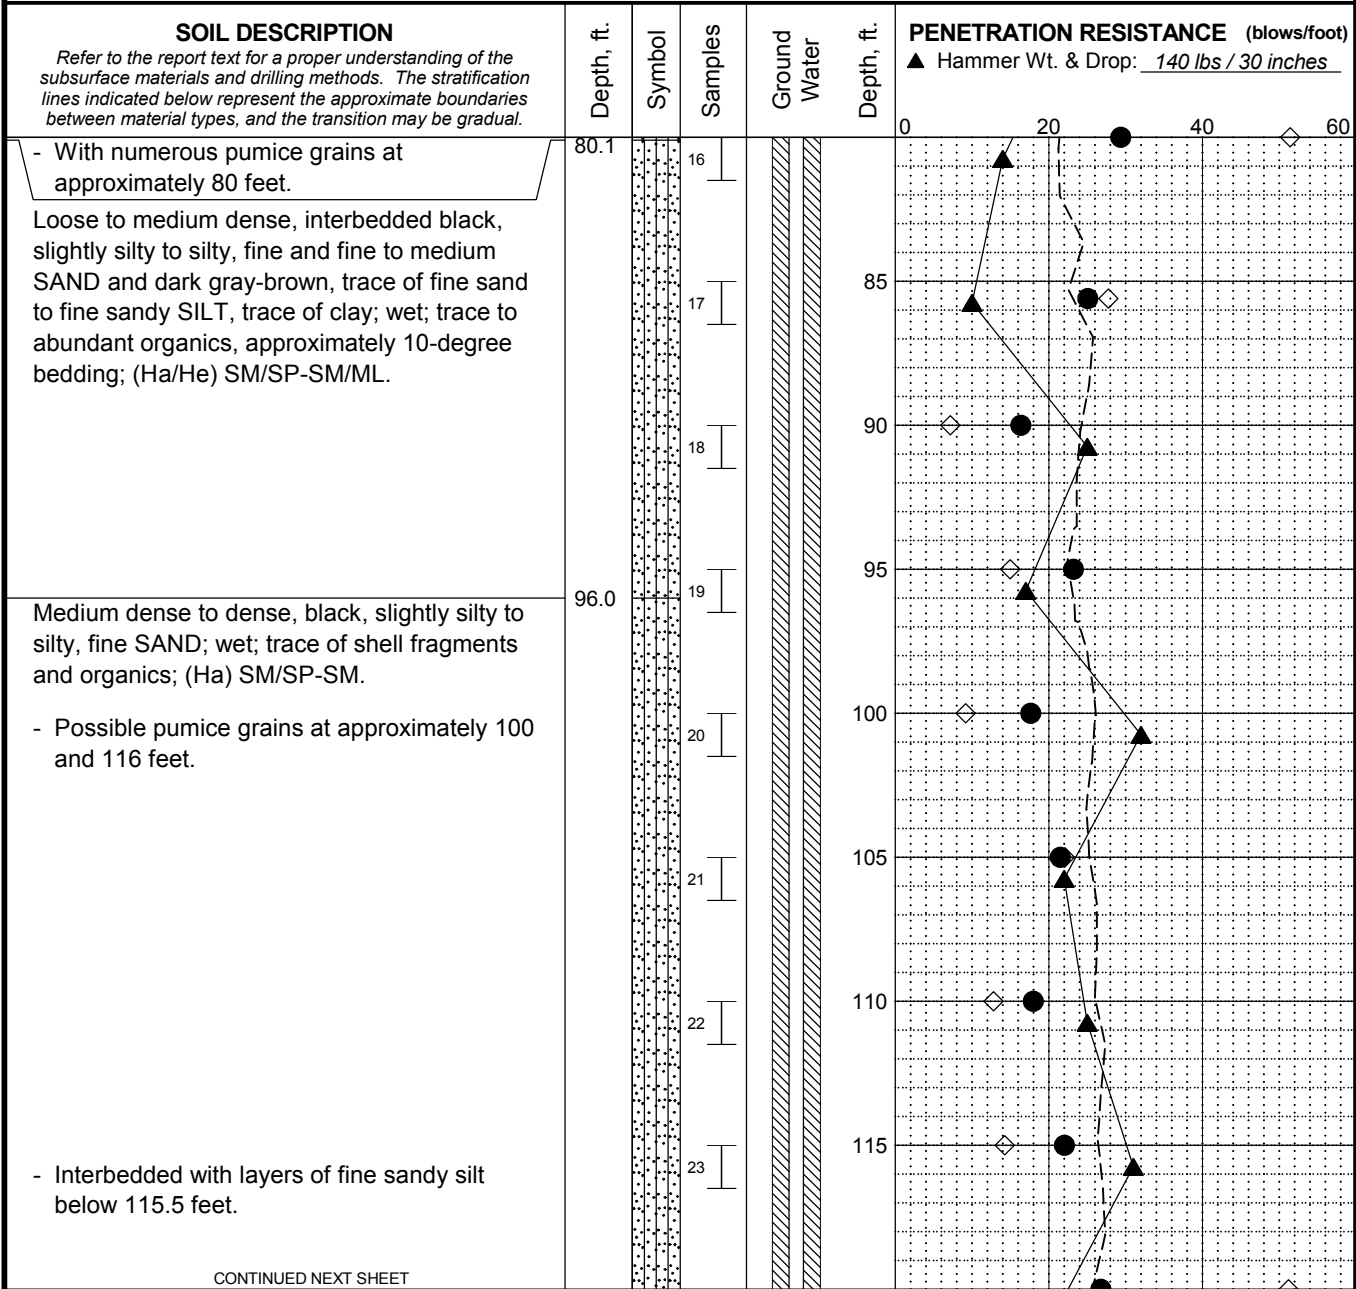 SOIL DESCRIPTION
Refer to the report text for a proper understanding of the
subsurface materials and drilling methods. The stratification
lines indicated below represent the approximate boundaries
between material types, and the transition may be gradual.
Depth, ft.
Symbol
Samples
Ground
Water
Depth, ft.
PENETRATION RESISTANCE (blows/foot)
▲ Hammer Wt. & Drop: 140 lbs / 30 inches
0 20 40 60
- With numerous pumice grains at
approximately 80 feet.
80.1
16
Loose to medium dense, interbedded black,
slightly silty to silty, fine and fine to medium
SAND and dark gray-brown, trace of fine sand
to fine sandy SILT, trace of clay; wet; trace to
abundant organics, approximately 10-degree
bedding; (Ha/He) SM/SP-SM/ML.
17
85
18
90
19
95
96.0
Medium dense to dense, black, slightly silty to
silty, fine SAND; wet; trace of shell fragments
and organics; (Ha) SM/SP-SM.
- Possible pumice grains at approximately 100
and 116 feet.
20
100
21
105
22
110
23
115
- Interbedded with layers of fine sandy silt
below 115.5 feet.
CONTINUED NEXT SHEET